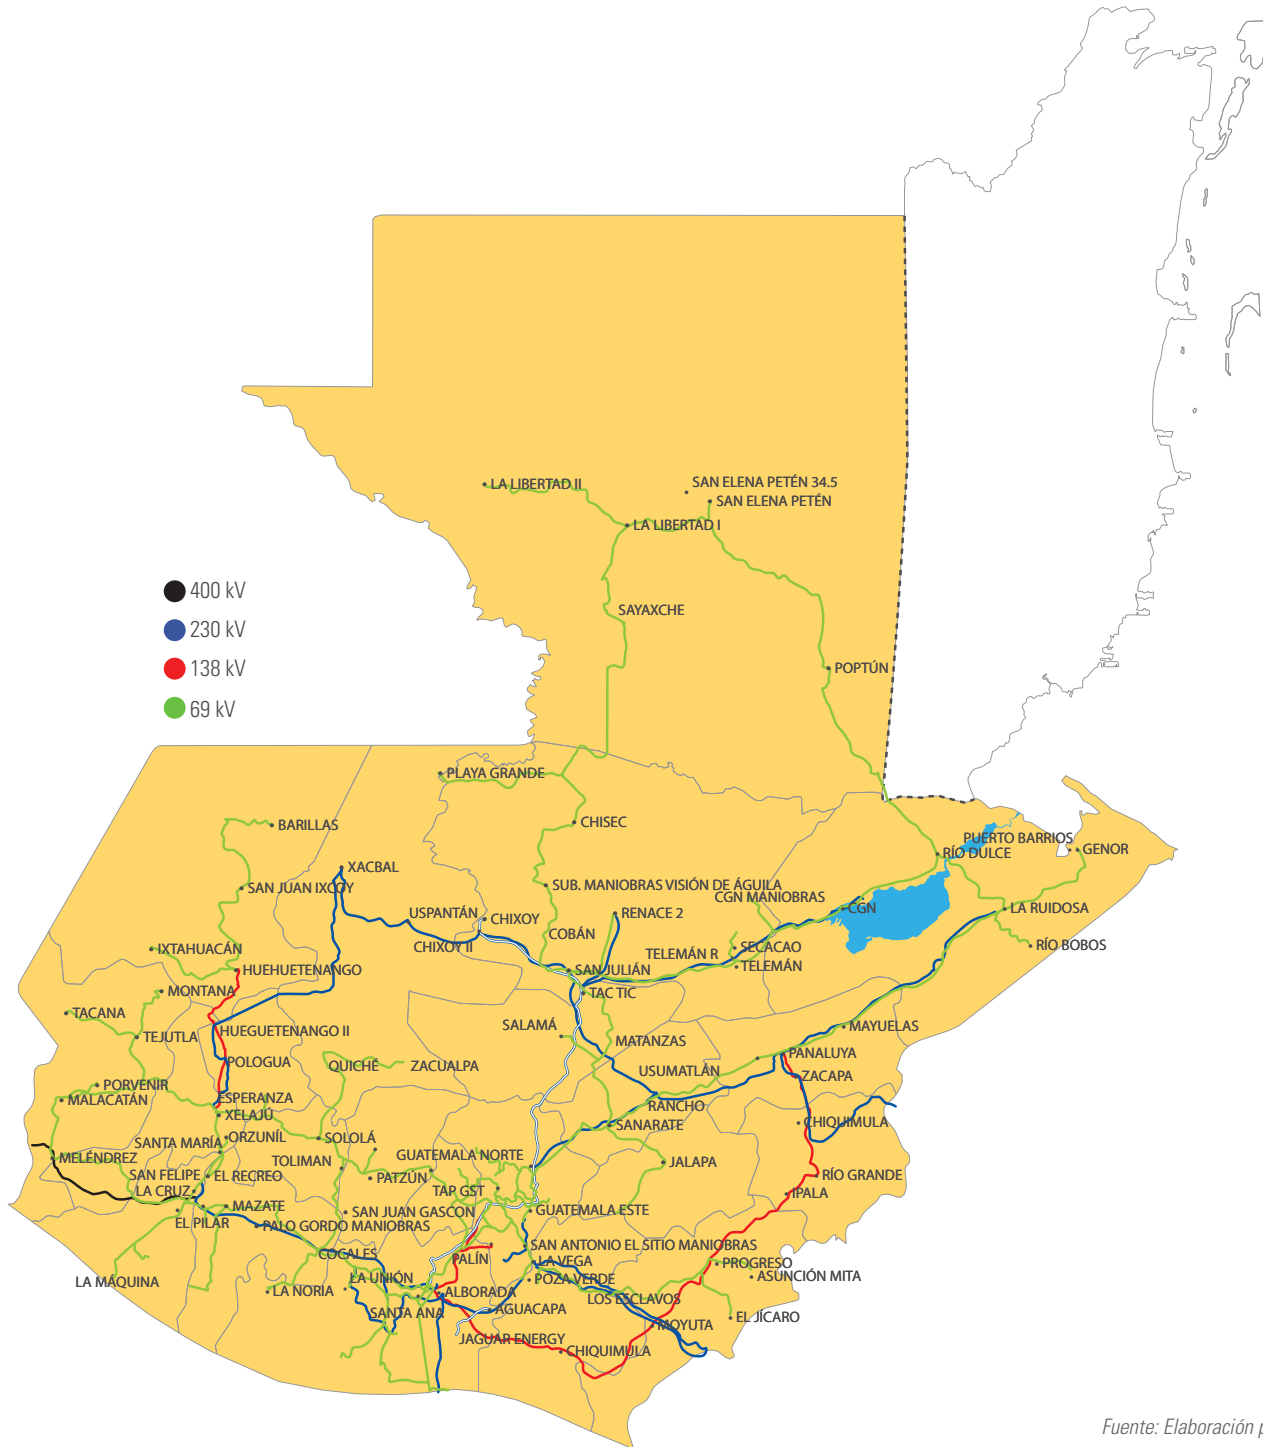 LA LIBERTAD II
SAN ELENA PETÉN 34.5
SAN ELENA PETÉN
LA LIBERTAD I
400 kV
230 kV
138 kV
69 kV
SAYAXCHE
POPTÚN
PLAYA GRANDE
CHISEC
BARILLAS
PUERTO BARRIOS
GENOR
RÍO DULCE
XACBAL
SAN JUAN IXCOY
SUB. MANIOBRAS VISIÓN DE ÁGUILA
CGN MANIOBRAS
CGN
LA RUIDOSA
USPANTÁN
CHIXOY
RENACE 2
CHIXOY II
COBÁN
RÍO BOBOS
IXTAHUACÁN
TELEMÁN R
SECACAO
TELEMÁN
HUEHUETENANGO
SAN JULIÁN
MONTANA
TAC TIC
TACANA
TEJUTLA
HUEGUETENANGO II
SALAMÁ
MATANZAS
MAYUELAS
POLOGUA
QUICHÉ
ZACUALPA
USUMATLÁN
PANALUYA
ZACAPA
PORVENIR
MALACATÁN
ESPERANZA
XELAJÚ
RANCHO
SANARATE
CHIQUIMULA
SANTA MARÍA
ORZUNÍL
SOLOLÁ
MELÉNDREZ
TOLIMAN
GUATEMALA NORTE
JALAPA
SAN FELIPE
EL RECREO
PATZÚN
RÍO GRANDE
LA CRUZ
TAP GST
IPALA
MAZATE
SAN JUAN GASCON
GUATEMALA ESTE
EL PILAR
PALO GORDO MANIOBRAS
COCALES
PALÍN
SAN ANTONIO EL SITIO MANIOBRAS
LA VEGA
PROGRESO
LA MÁQUINA
LA UNIÓN
POZA VERDE
ASUNCIÓN MITA
LA NORIA
ALBORADA
LOS ESCLAVOS
SANTA ANA
AGUACAPA
EL JÍCARO
MOYUTA
JAGUAR ENERGY
CHIQUIMULA
Fuente: Elaboración p